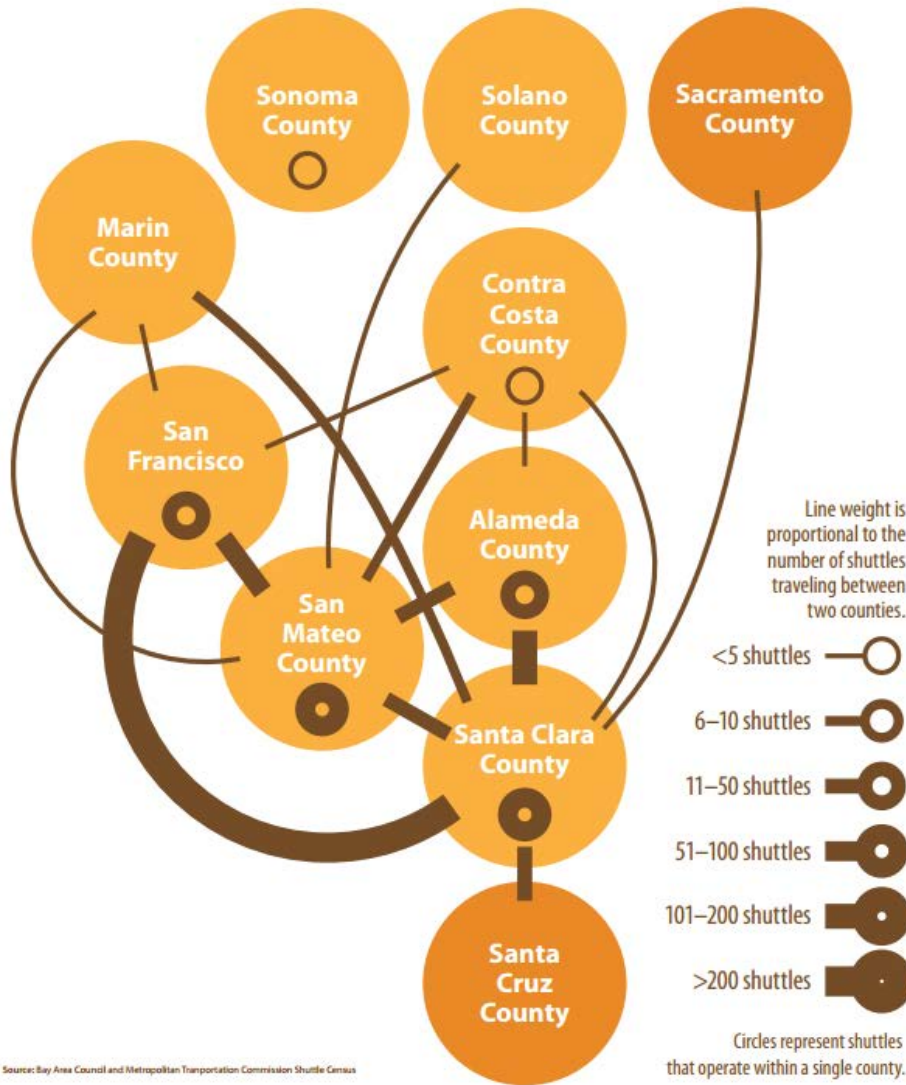 Sonoma
County
Solano
County
Sacramento
County
Marin
County
Contra
Costa
County
San
Francisco
Alameda
County
San
Mateo
County
Santa Clara
County
Santa
Cruz
County
Line weight is
proportional to the
number of shuttles
traveling between
two counties.
<5 shuttles
6–10 shuttles
11–50 shuttles
51–100 shuttles
101–200 shuttles
>200 shuttles
Circles represent shuttles
that operate within a single county.
Source: Bay Area Council and Metropolitan Tranportation Commission Shuttle Census